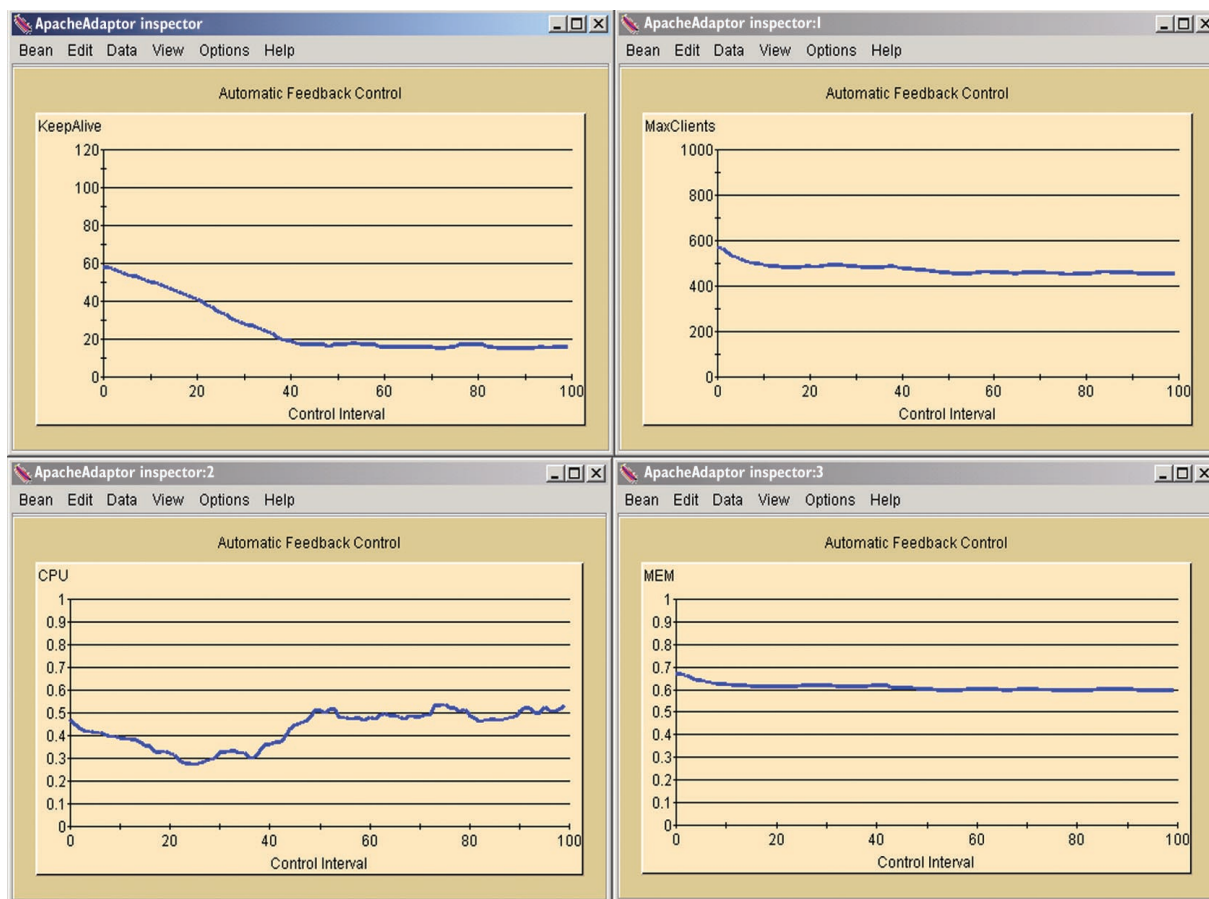 ApacheAdaptor inspector
Bean Edit Data View Options Help
Automatic Feedback Control
KeepAlive
120
100
80
60
40
20
0
0 20 40 60 80 100
Control Interval
ApacheAdaptor inspector:1
Bean Edit Data View Options Help
Automatic Feedback Control
MaxClients
1000
800
600
400
200
0
0 20 40 60 80 100
Control Interval
ApacheAdaptor inspector:2
Bean Edit Data View Options Help
Automatic Feedback Control
CPU
1
0.9
0.8
0.7
0.6
0.5
0.4
0.3
0.2
0.1
0
0 20 40 60 80 100
Control Interval
ApacheAdaptor inspector:3
Bean Edit Data View Options Help
Automatic Feedback Control
MEM
1
0.9
0.8
0.7
0.6
0.5
0.4
0.3
0.2
0.1
0
0 20 40 60 80 100
Control Interval